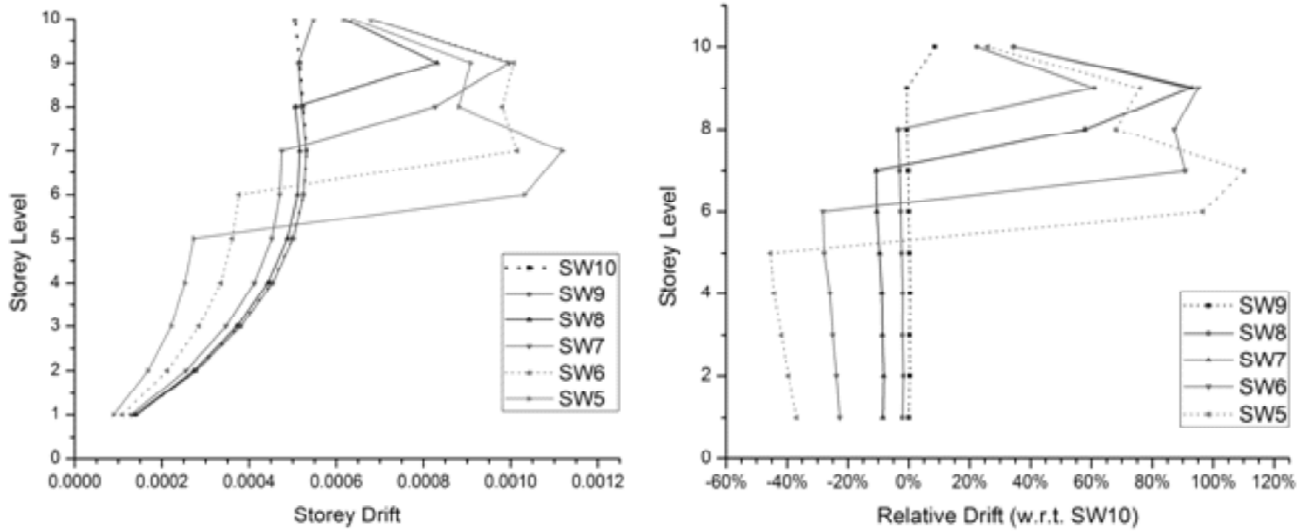 10
9
8
7
6
5
4
3
2
1
0
Storey Level
SW10
SW9
SW8
SW7
SW6
SW5
0.0000 0.0002 0.0004 0.0006 0.0008 0.0010 0.0012
Storey Drift
10
8
6
4
2
0
Storey Level
SW9
SW8
SW7
SW6
SW5
-60% -40% -20% 0% 20% 40% 60% 80% 100% 120%
Relative Drift (w.r.t. SW10)